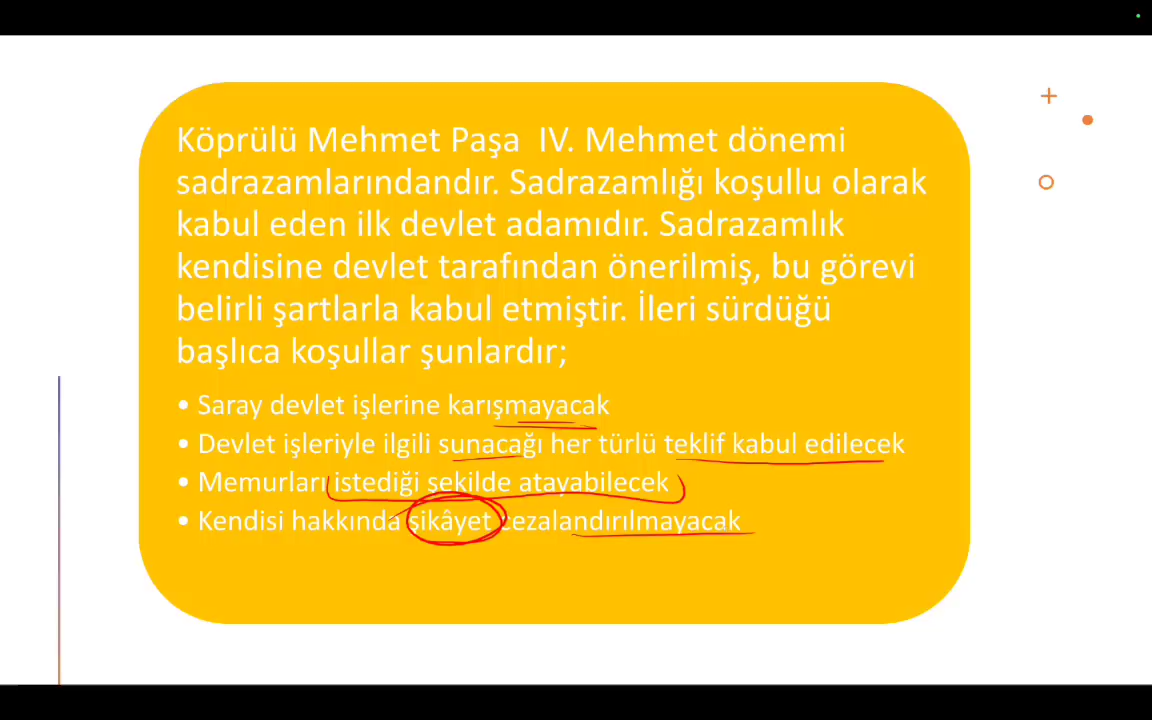 Köprülü Mehmet Paşa IV. Mehmet dönemi
sadrazamlarındandır. Sadrazamlığı koşullu olarak
kabul eden ilk devlet adamıdır. Sadrazamlık
kendisine devlet tarafından önerilmiş, bu görevi
belirli şartlarla kabul etmiştir. İleri sürdüğü
başlıca koşullar şunlardır;
• Saray devlet işlerine karışmayacak
• Devlet işleriyle ilgili sunacağı her türlü teklif kabul edilecek
• Memurları istediği şekilde atayabilecek
• Kendisi hakkında şikâyet cezalandırılmayacak